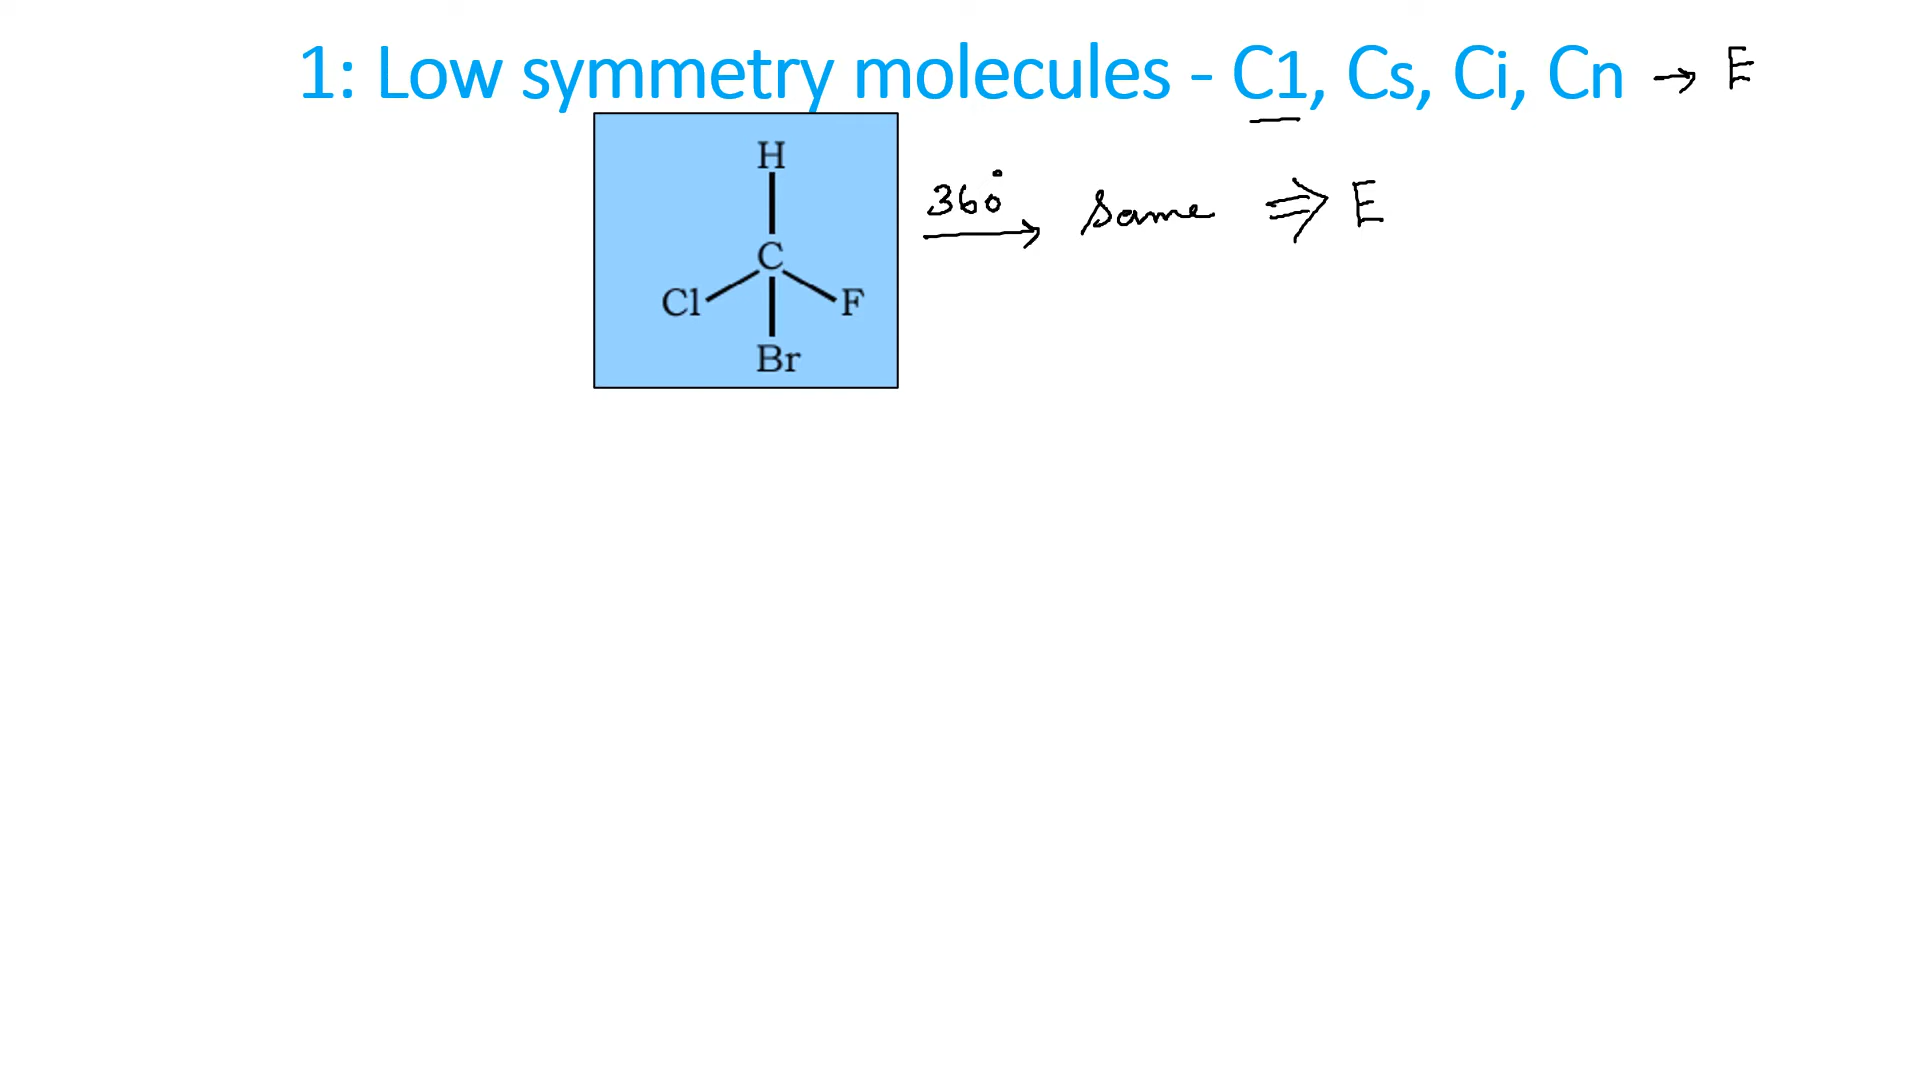 1: Low symmetry molecules - C1, Cs, Ci, Cn → E
H
360° same ⇒ E
C
Cl F
Br